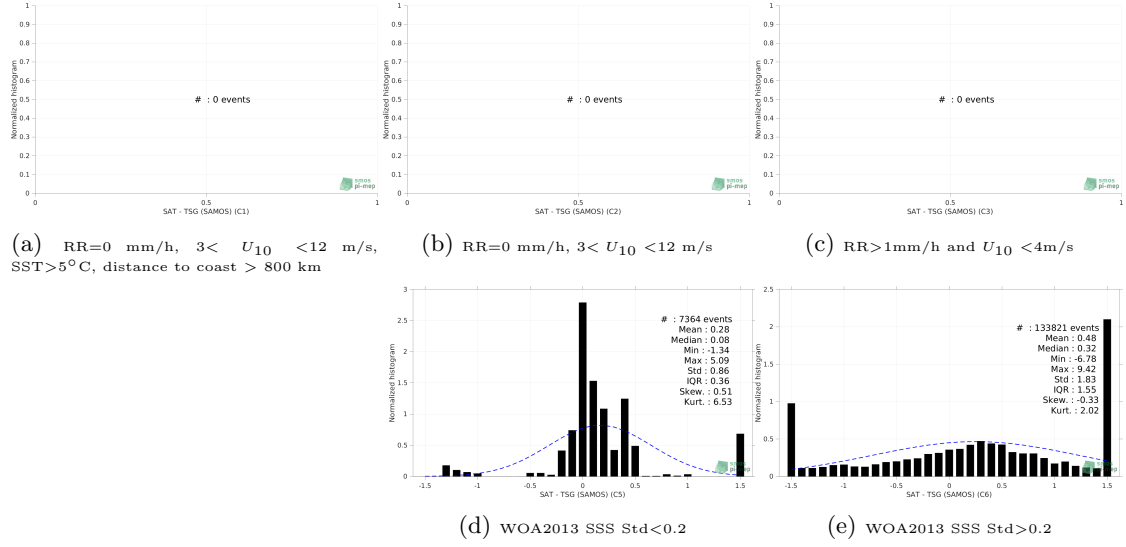 Normalized histogram
1
0.9
0.8
0.7
0.6
0.5
0.4
0.3
0.2
0.1
0
# : 0 events
smos
pi-mep
0 0.5 1
SAT - TSG (SAMOS) (C1)
Normalized histogram
1
0.9
0.8
0.7
0.6
0.5
0.4
0.3
0.2
0.1
0
# : 0 events
smos
pi-mep
0 0.5 1
SAT - TSG (SAMOS) (C2)
Normalized histogram
1
0.9
0.8
0.7
0.6
0.5
0.4
0.3
0.2
0.1
0
# : 0 events
smos
pi-mep
0 0.5 1
SAT - TSG (SAMOS) (C3)
(a) RR=0 mm/h, 3< U10 <12 m/s,
SST>5°C, distance to coast > 800 km
(b) RR=0 mm/h, 3< U10 <12 m/s
(c) RR>1mm/h and U10 <4m/s
Normalized histogram
3
2.5
2
1.5
1
0.5
0
# : 7364 events
Mean : 0.28
Median : 0.08
Min : -1.34
Max : 5.09
Std : 0.86
IQR : 0.36
Skew. : 0.51
Kurt. : 6.53
smos
pi-mep
-1.5 -1 -0.5 0 0.5 1 1.5
SAT - TSG (SAMOS) (C5)
Normalized histogram
2.5
2
1.5
1
0.5
0
# : 133821 events
Mean : 0.48
Median : 0.32
Min : -6.78
Max : 9.42
Std : 1.83
IQR : 1.55
Skew. : -0.33
Kurt. : 2.02
smos
pi-mep
-1.5 -1 -0.5 0 0.5 1 1.5
SAT - TSG (SAMOS) (C6)
(d) WOA2013 SSS Std<0.2
(e) WOA2013 SSS Std>0.2